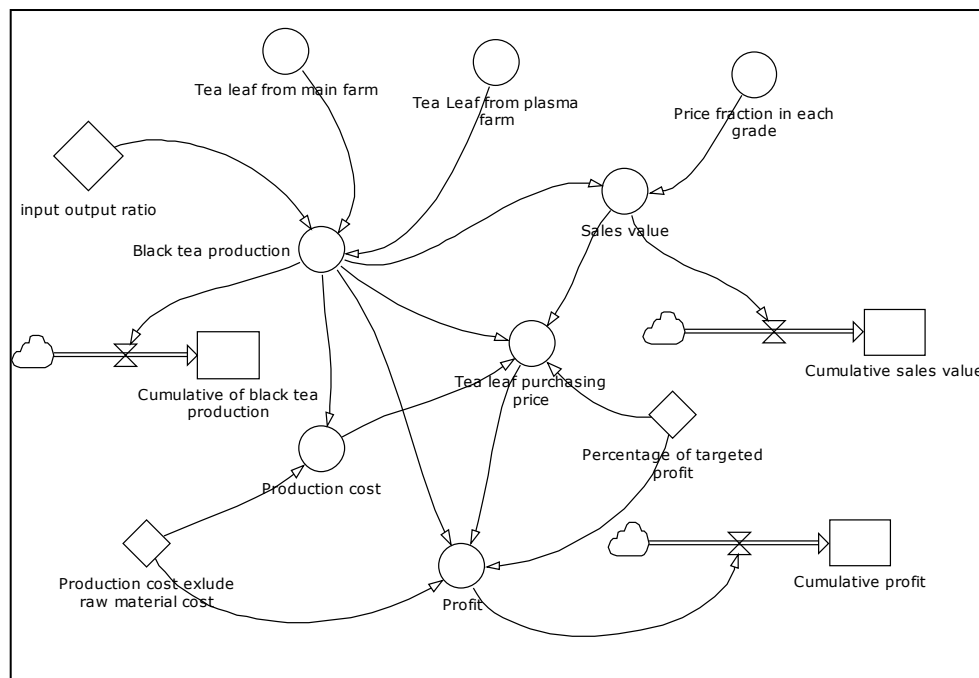 Tea leaf from main farm
Tea Leaf from plasma
farm
Price fraction in each
grade
input output ratio
Black tea production
Sales value
Cumulative of black tea
production
Tea leaf purchasing
price
Cumulative sales value
Production cost
Percentage of targeted
profit
Production cost exlude
raw material cost
Profit
Cumulative profit